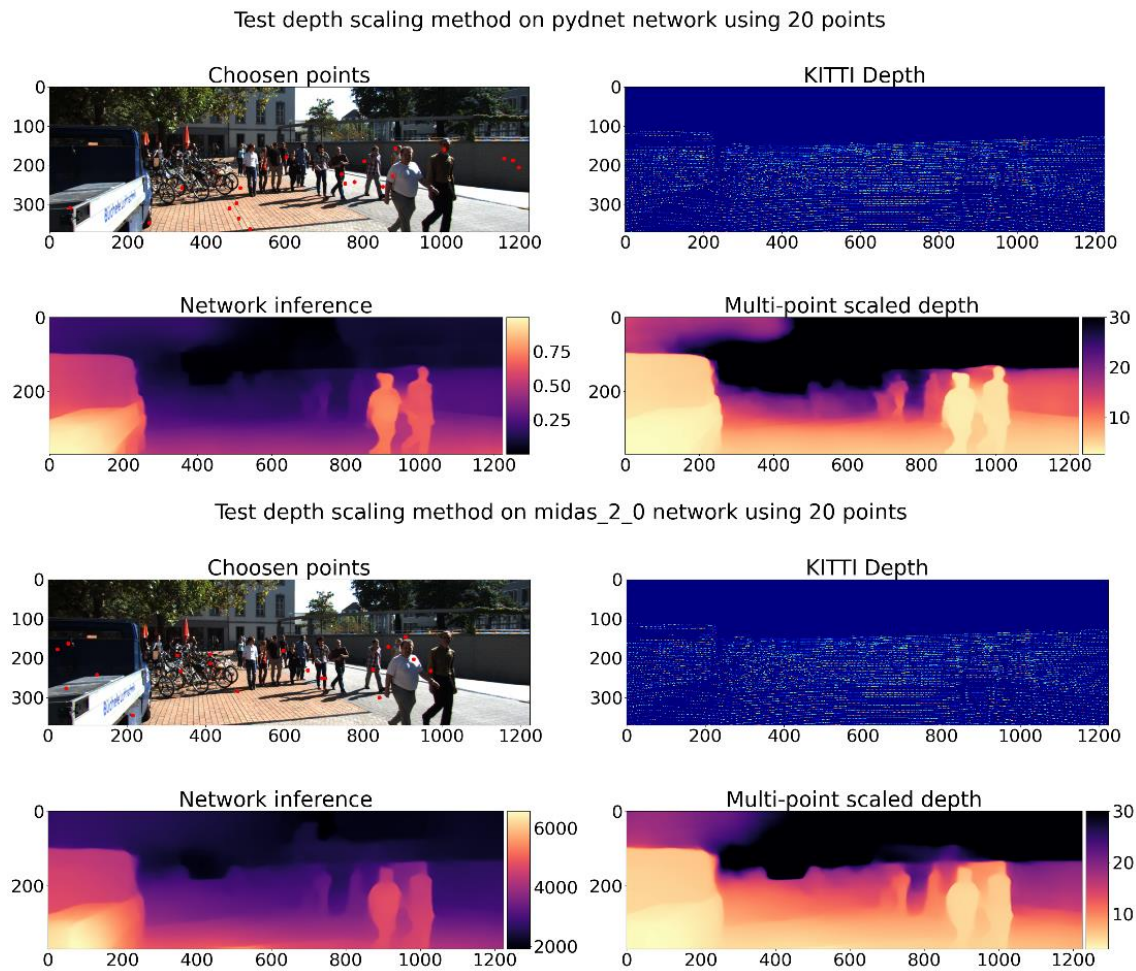 Test depth scaling method on pydnet network using 20 points
Choosen points
KITTI Depth
0
100
200
300
0 200 400 600 800 1000 1200
0
100
200
300
0 200 400 600 800 1000 1200
Network inference
Multi-point scaled depth
0
200
0 200 400 600 800 1000 1200
0.75
0.50
0.25
0
200
0 200 400 600 800 1000 1200
30
20
10
Test depth scaling method on midas_2_0 network using 20 points
Choosen points
KITTI Depth
0
100
200
300
0 200 400 600 800 1000 1200
0
100
200
300
0 200 400 600 800 1000 1200
Network inference
Multi-point scaled depth
0
200
0 200 400 600 800 1000 1200
6000
4000
2000
0
200
0 200 400 600 800 1000 1200
30
20
10